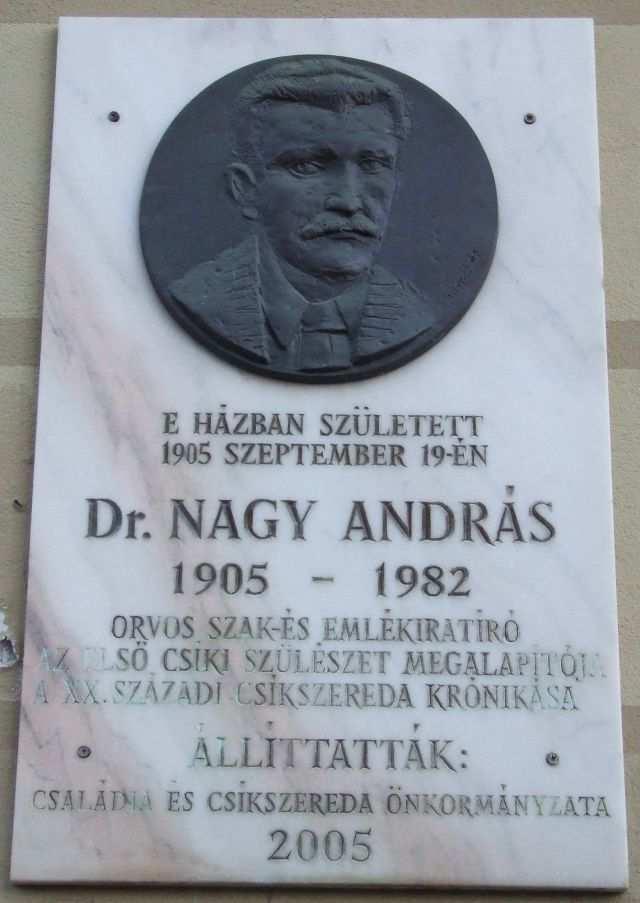 E HÁZBAN SZÜLETETT
1905 SZEPTEMBER 19-ÉN
Dr. NAGY ANDRÁS
1905 – 1982
ORVOS SZAK-ÉS EMLÉKIRATÍRÓ
AZ ELSŐ CSÍKI SZÜLÉSZET MEGALAPÍTÓJA
A XX. SZÁZADI CSÍKSZEREDA KRÓNIKÁSA
ÁLLÍTTATTÁK:
CSALÁDJA ÉS CSÍKSZEREDA ÖNKORMÁNYZATA
2005